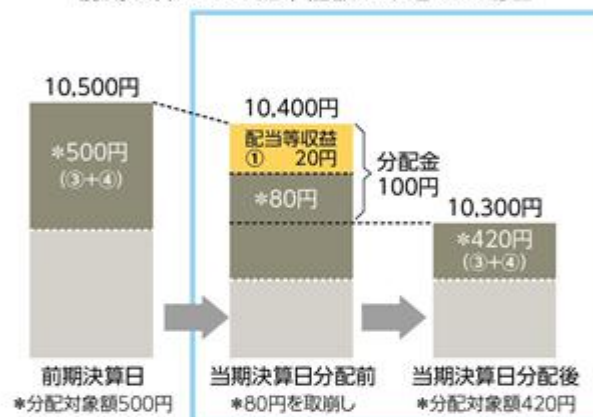 10,500円
10,400円
配当等収益
① 20円
分配金
100円
*500円
(③+④)
*80円
10,300円
*420円
(③+④)
前期決算日
当期決算日分配前
当期決算日分配後
*分配対象額500円
*80円を取崩し
*分配対象額420円